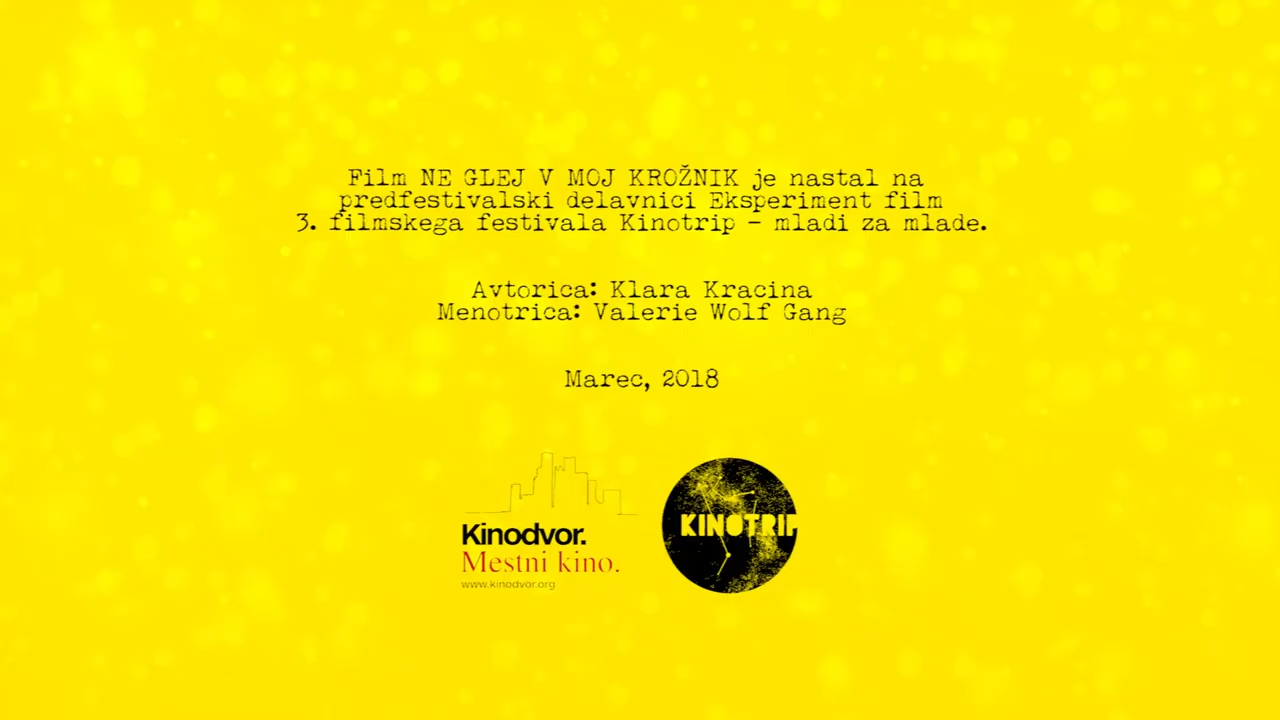 Film NE GLEJ V MOJ KROŽNIK je nastal na
predfestivalski delavnici Eksperiment film
3. filmskega festivala Kinotrip - mladi za mlade.
Avtorica: Klara Kracina
Menotrica: Valerie Wolf Gang
Marec, 2018
Kinodvor.
Mestni kino.
www.kinodvor.org
KINOTRIP